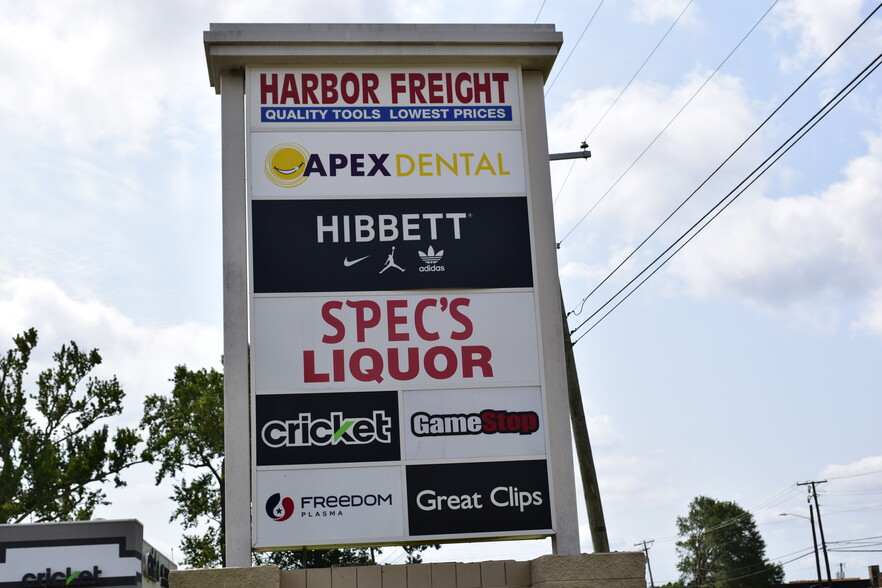 HARBOR FREIGHT
QUALITY TOOLS LOWEST PRICES
APEX DENTAL
HIBBETT®
adidas
SPEC'S
LIQUOR
cricket
GameStop
FREEDOM
PLASMA
Great Clips
cricket